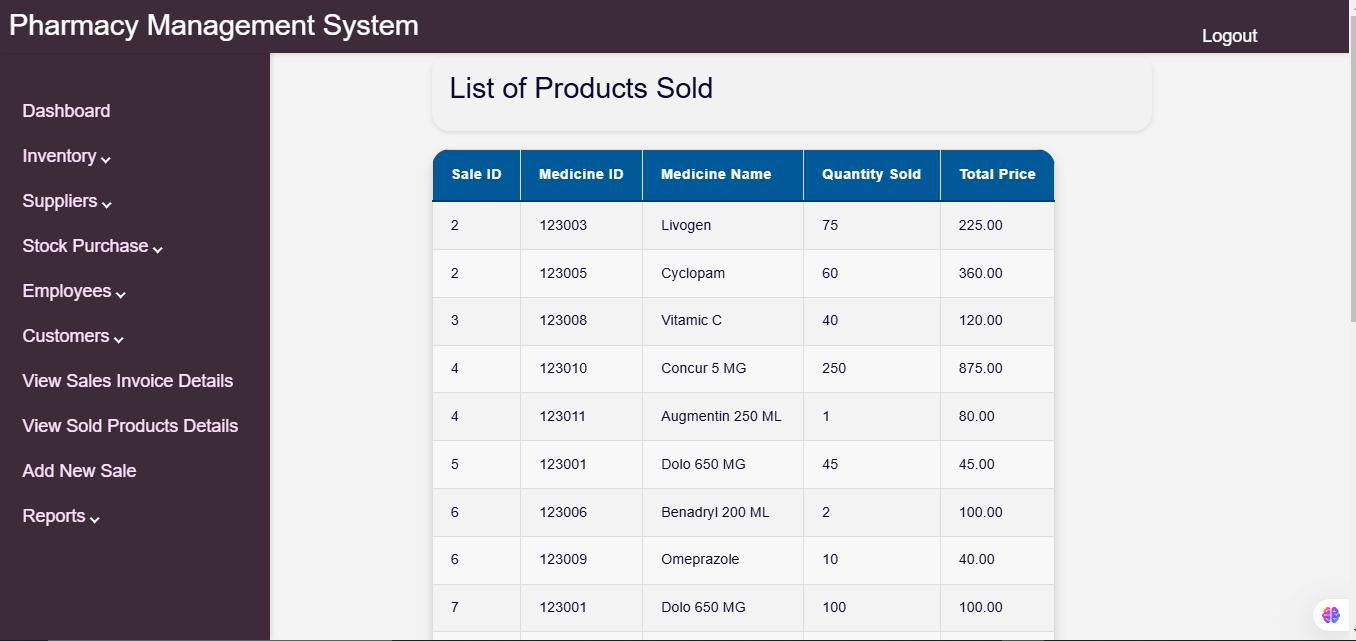 Pharmacy Management System
Logout
Dashboard
Inventory
Suppliers
Stock Purchase
Employees
Customers
View Sales Invoice Details
View Sold Products Details
Add New Sale
Reports
List of Products Sold
Sale ID Medicine ID Medicine Name Quantity Sold Total Price
2 123003 Livogen 75 225.00
2 123005 Cyclopam 60 360.00
3 123008 Vitamic C 40 120.00
4 123010 Concur 5 MG 250 875.00
4 123011 Augmentin 250 ML 1 80.00
5 123001 Dolo 650 MG 45 45.00
6 123006 Benadryl 200 ML 2 100.00
6 123009 Omeprazole 10 40.00
7 123001 Dolo 650 MG 100 100.00